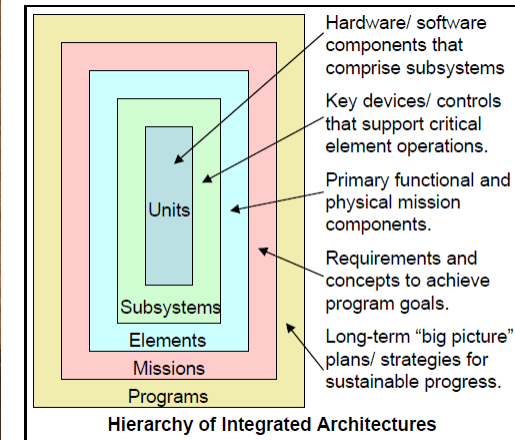 Hardware/ software
components that
comprise subsystems
Key devices/ controls
that support critical
element operations.
Primary functional and
physical mission
components.
Requirements and
concepts to achieve
program goals.
Long-term “big picture”
plans/ strategies for
sustainable progress.
Units
Subsystems
Elements
Missions
Programs
Hierarchy of Integrated Architectures